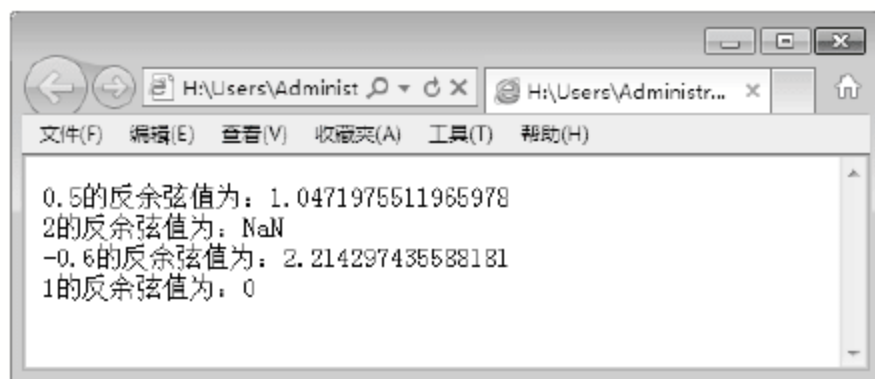 H:\Users\Administ
H:\Users\Administr...
文件(F) 编辑(E) 查看(V) 收藏夹(A) 工具(T) 帮助(H)
0.5的反余弦值为：1.0471975511965978
2的反余弦值为：NaN
-0.6的反余弦值为：2.214297435588181
1的反余弦值为：0